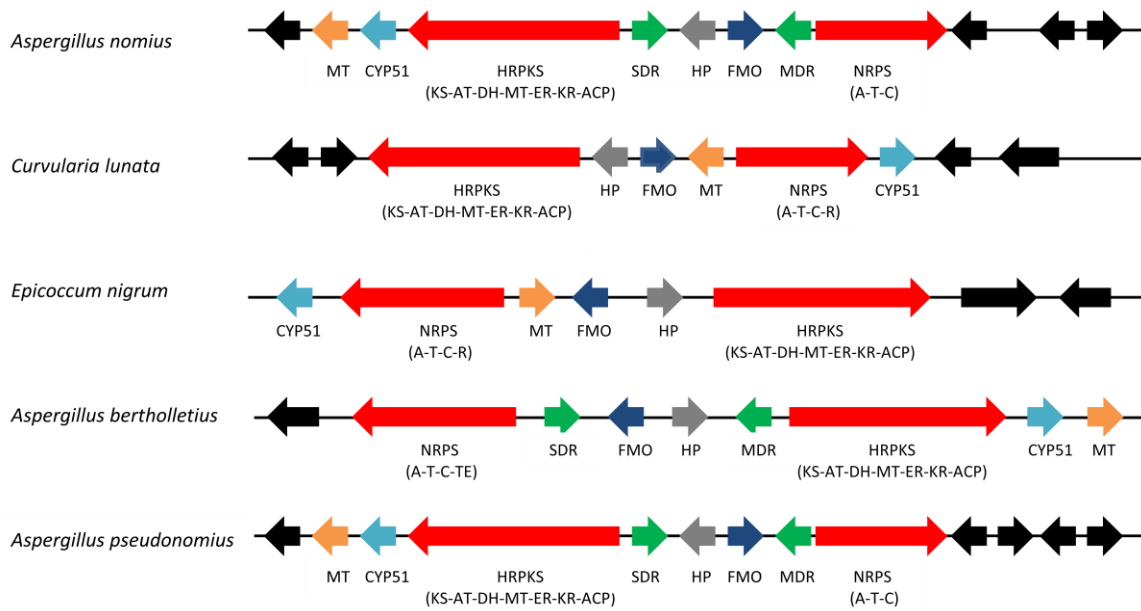 Aspergillus nomius
MT CYP51 HRPKS SDR HP FMO MDR NRPS
(KS-AT-DH-MT-ER-KR-ACP) (A-T-C)
Curvularia lunata
HRPKS HP FMO MT NRPS CYP51
(KS-AT-DH-MT-ER-KR-ACP) (A-T-C-R)
Epicoccum nigrum
CYP51 NRPS MT FMO HP HRPKS
(A-T-C-R) (KS-AT-DH-MT-ER-KR-ACP)
Aspergillus bertholletius
NRPS SDR FMO HP MDR HRPKS CYP51 MT
(A-T-C-TE) (KS-AT-DH-MT-ER-KR-ACP)
Aspergillus pseudonomius
MT CYP51 HRPKS SDR HP FMO MDR NRPS
(KS-AT-DH-MT-ER-KR-ACP) (A-T-C)